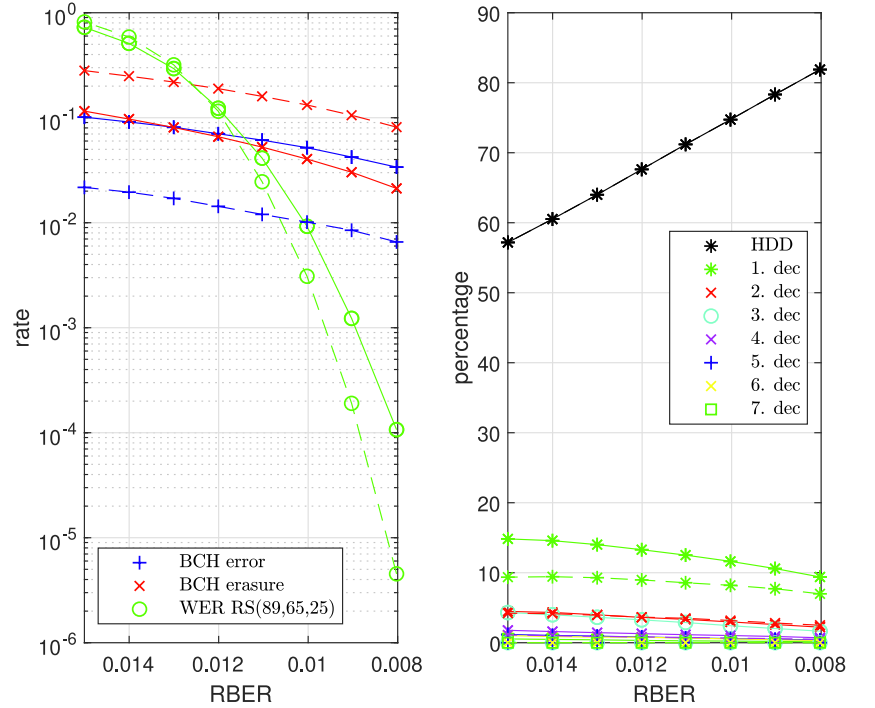 10^0
10^-1
10^-2
10^-3
10^-4
10^-5
10^-6
rate
BCH error
BCH erasure
WER RS(89,65,25)
0.014
0.012
0.01
0.008
RBER
90
80
70
60
50
40
30
20
10
0
percentage
HDD
1. dec
2. dec
3. dec
4. dec
5. dec
6. dec
7. dec
0.014
0.012
0.01
0.008
RBER